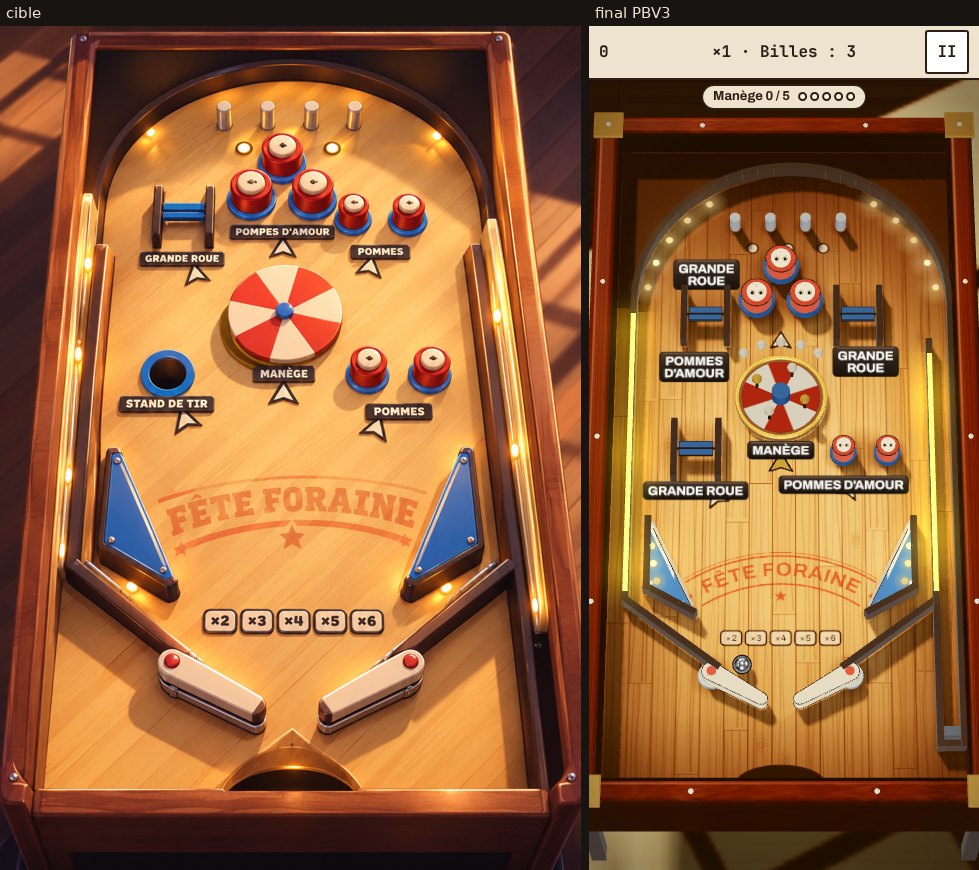 cible
final PBV3
0
×1 · Billes : 3
II
Manège 0/5
POMPES D'AMOUR
GRANDE ROUE
POMMES
MANÈGE
STAND DE TIR
POMMES
FÊTE FORAINE
×2
×3
×4
×5
×6
GRANDE
ROUE
POMMES
D'AMOUR
GRANDE
ROUE
MANÈGE
GRANDE ROUE
POMMES D'AMOUR
FÊTE FORAINE
×2
×3
×4
×5
×6